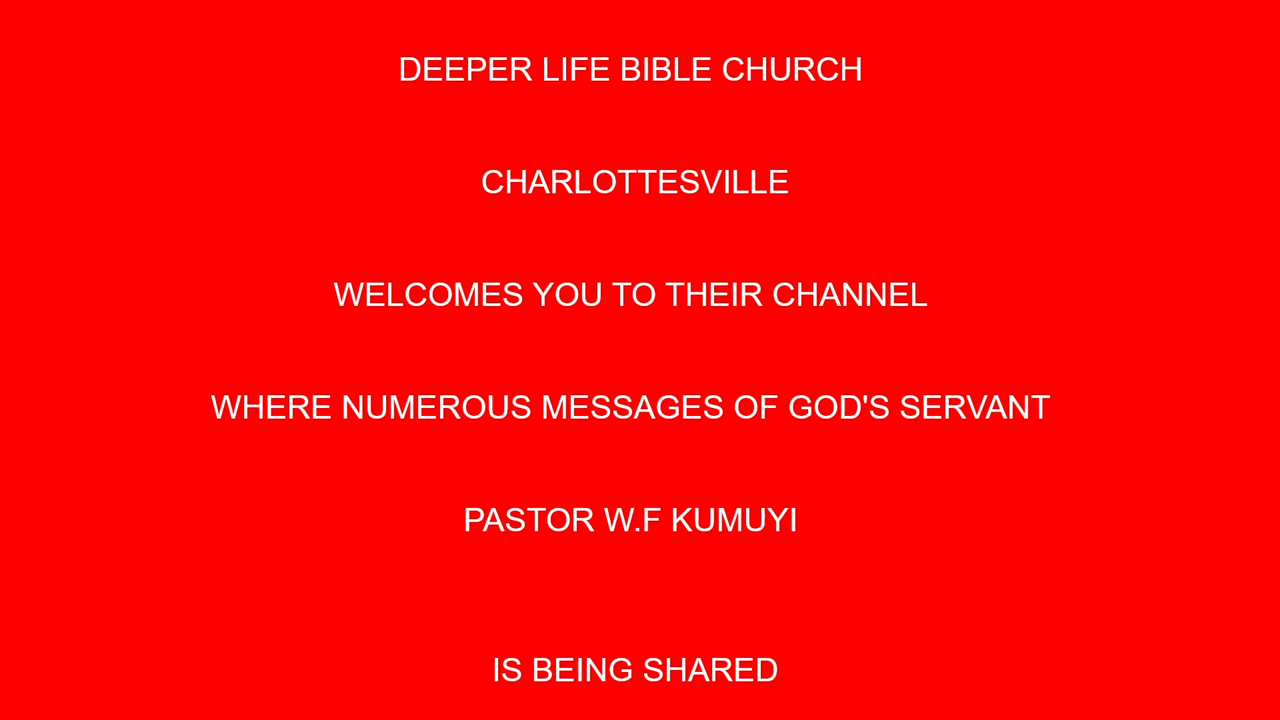 DEEPER LIFE BIBLE CHURCH
CHARLOTTESVILLE
WELCOMES YOU TO THEIR CHANNEL
WHERE NUMEROUS MESSAGES OF GOD'S SERVANT
PASTOR W.F KUMUYI
IS BEING SHARED